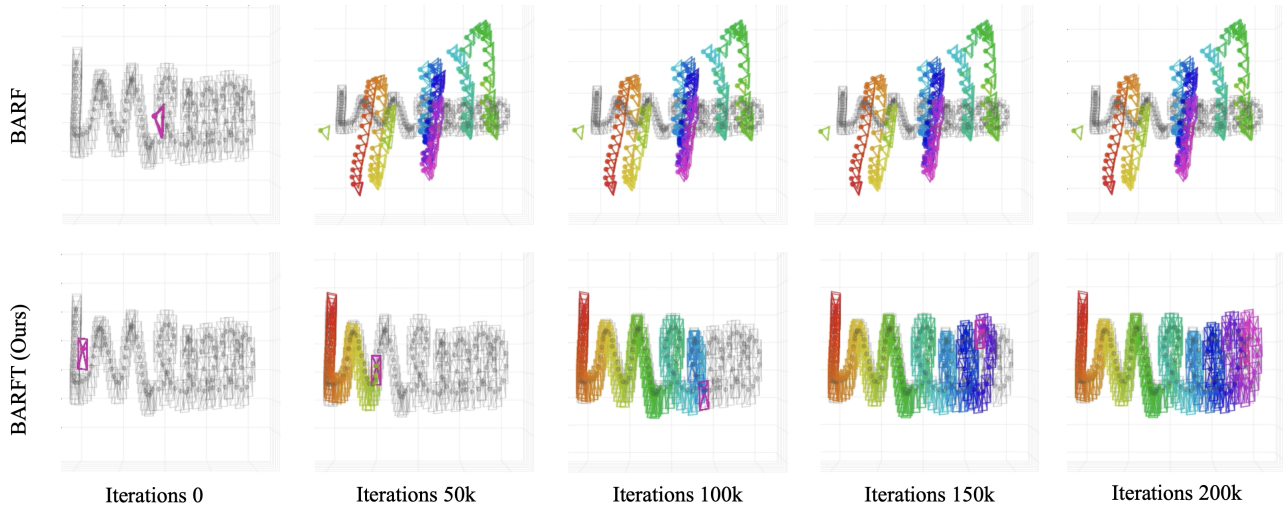 BARF
BARFT (Ours)
Iterations 0
Iterations 50k
Iterations 100k
Iterations 150k
Iterations 200k